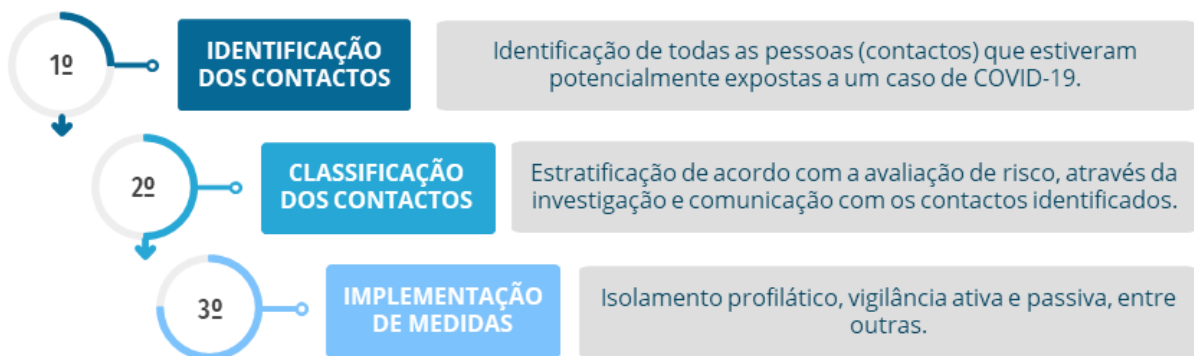 1º
IDENTIFICAÇÃO
DOS CONTACTOS
Identificação de todas as pessoas (contactos) que estiveram
potencialmente expostas a um caso de COVID-19.
2º
CLASSIFICAÇÃO
DOS CONTACTOS
Estratificação de acordo com a avaliação de risco, através da
investigação e comunicação com os contactos identificados.
3º
IMPLEMENTAÇÃO
DE MEDIDAS
Isolamento profilático, vigilância ativa e passiva, entre
outras.